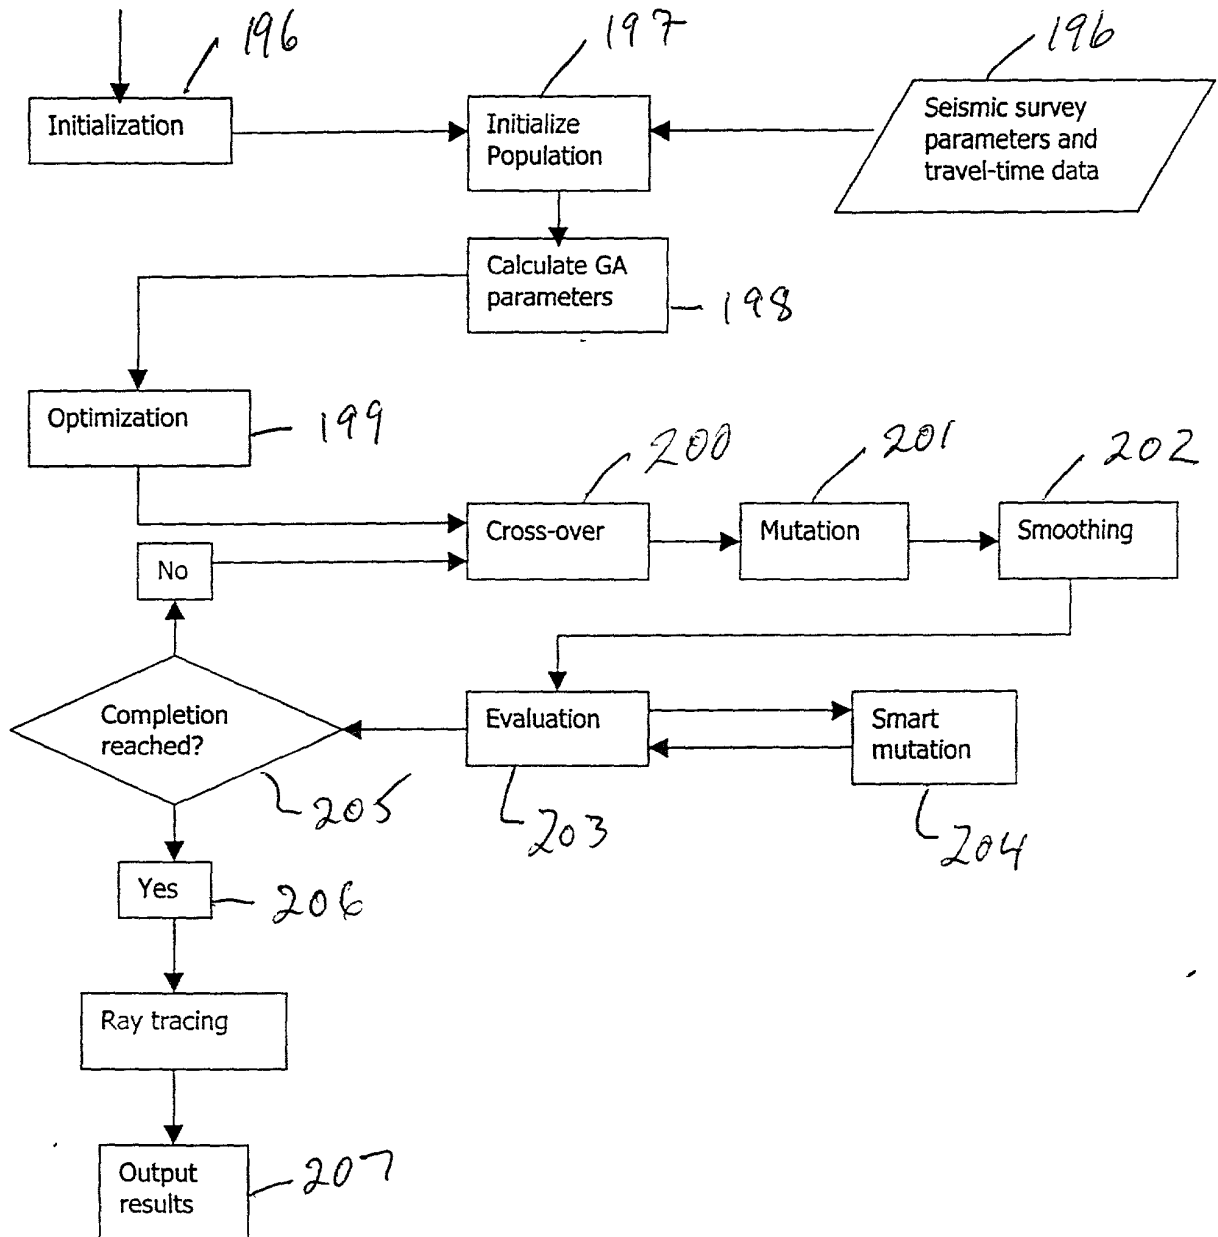 196
197
196
Initialization
Initialize
Population
Seismic survey
parameters and
travel-time data
Calculate GA
parameters
198
Optimization
199
200
201
202
Cross-over
Mutation
Smoothing
No
Completion
reached?
205
Evaluation
203
Smart
mutation
204
Yes
206
Ray tracing
Output
results
207